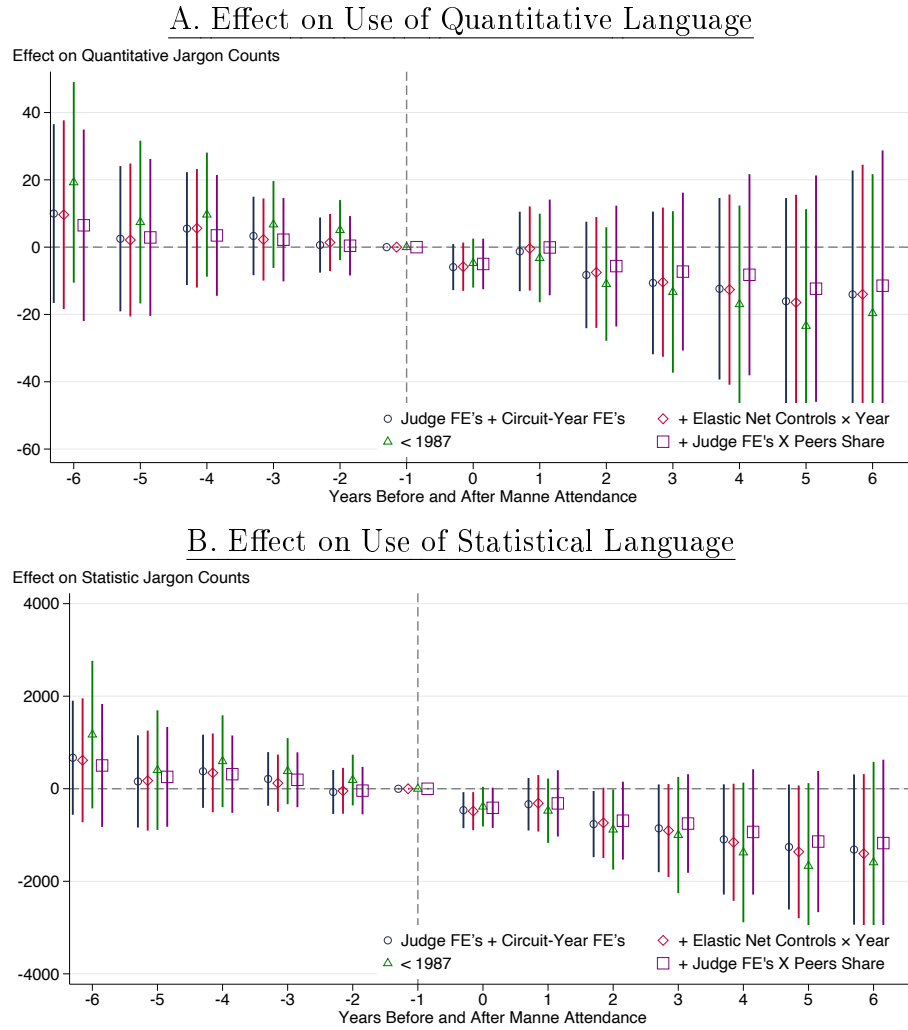 A. Effect on Use of Quantitative Language
Effect on Quantitative Jargon Counts
40
20
0
-20
-40
-60
Judge FE's + Circuit-Year FE's
+ Elastic Net Controls × Year
< 1987
+ Judge FE's X Peers Share
-6 -5 -4 -3 -2 -1 0 1 2 3 4 5 6
Years Before and After Manne Attendance
B. Effect on Use of Statistical Language
Effect on Statistic Jargon Counts
4000
2000
0
-2000
-4000
Judge FE's + Circuit-Year FE's
+ Elastic Net Controls × Year
< 1987
+ Judge FE's X Peers Share
-6 -5 -4 -3 -2 -1 0 1 2 3 4 5 6
Years Before and After Manne Attendance